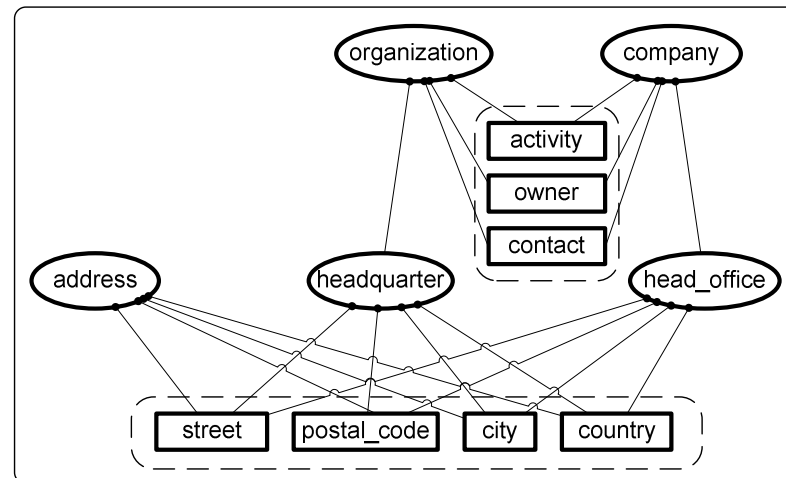 organization company
activity
owner
contact
address headquarter head_office
street postal_code city country